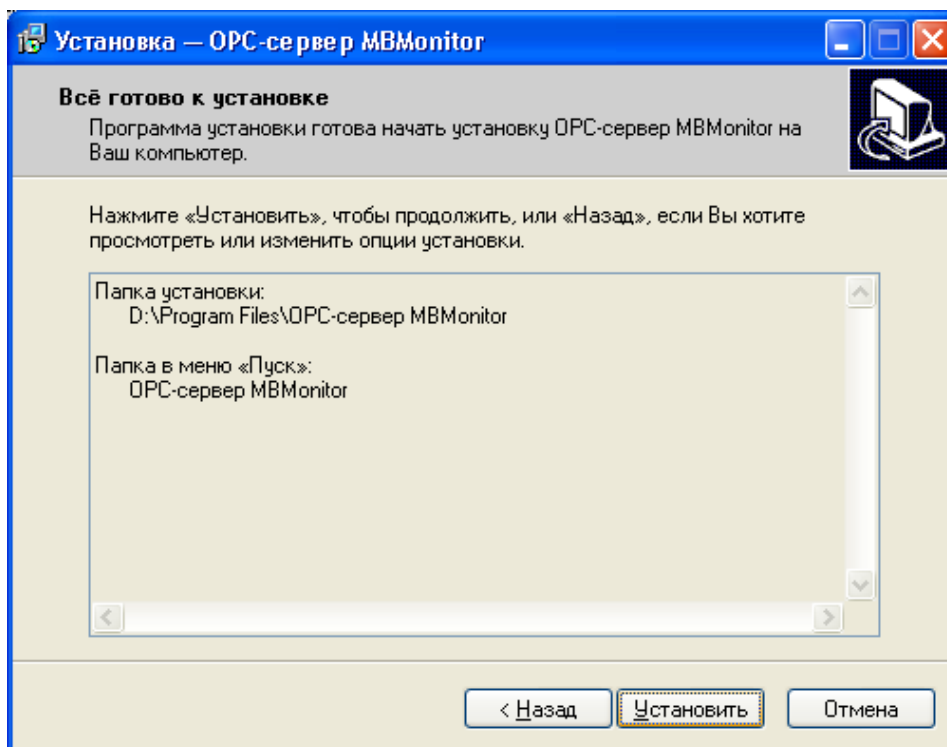 Установка — OPC-сервер MBMonitor
Всё готово к установке
Программа установки готова начать установку OPC-сервер MBMonitor на
Ваш компьютер.
Нажмите «Установить», чтобы продолжить, или «Назад», если Вы хотите
просмотреть или изменить опции установки.
Папка установки:
D:\Program Files\OPC-сервер MBMonitor
Папка в меню «Пуск»:
OPC-сервер MBMonitor
< Назад
Установить
Отмена